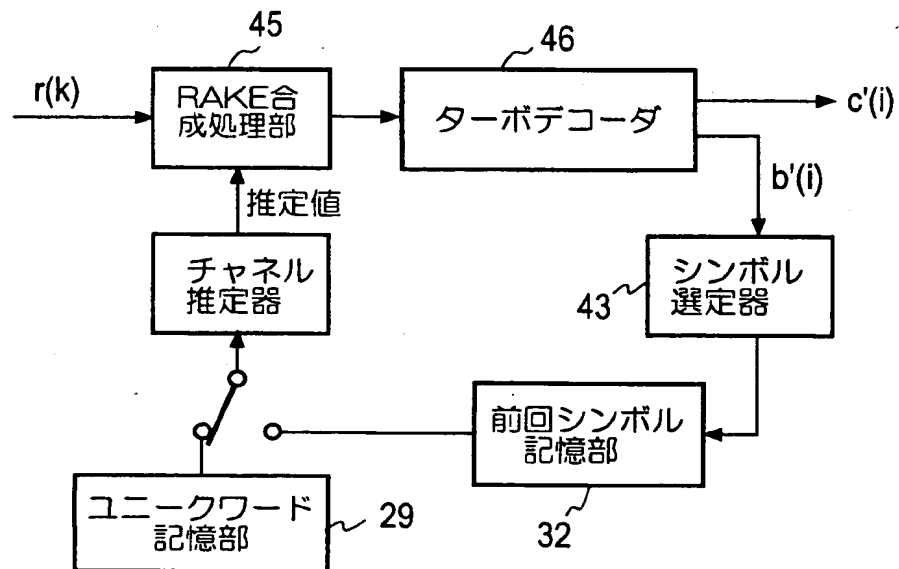 45
46
r(k)
RAKE合
成処理部
ターボデコーダ
c'(i)
b'(i)
推定値
チャネル
推定器
シンボル
選定器
43
前回シンボル
記憶部
32
ユニークワード
記憶部
29